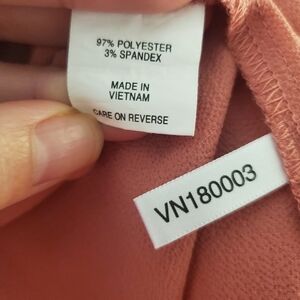 97% POLYESTER
3% SPANDEX
MADE IN
VIETNAM
CARE ON REVERSE
VN180003